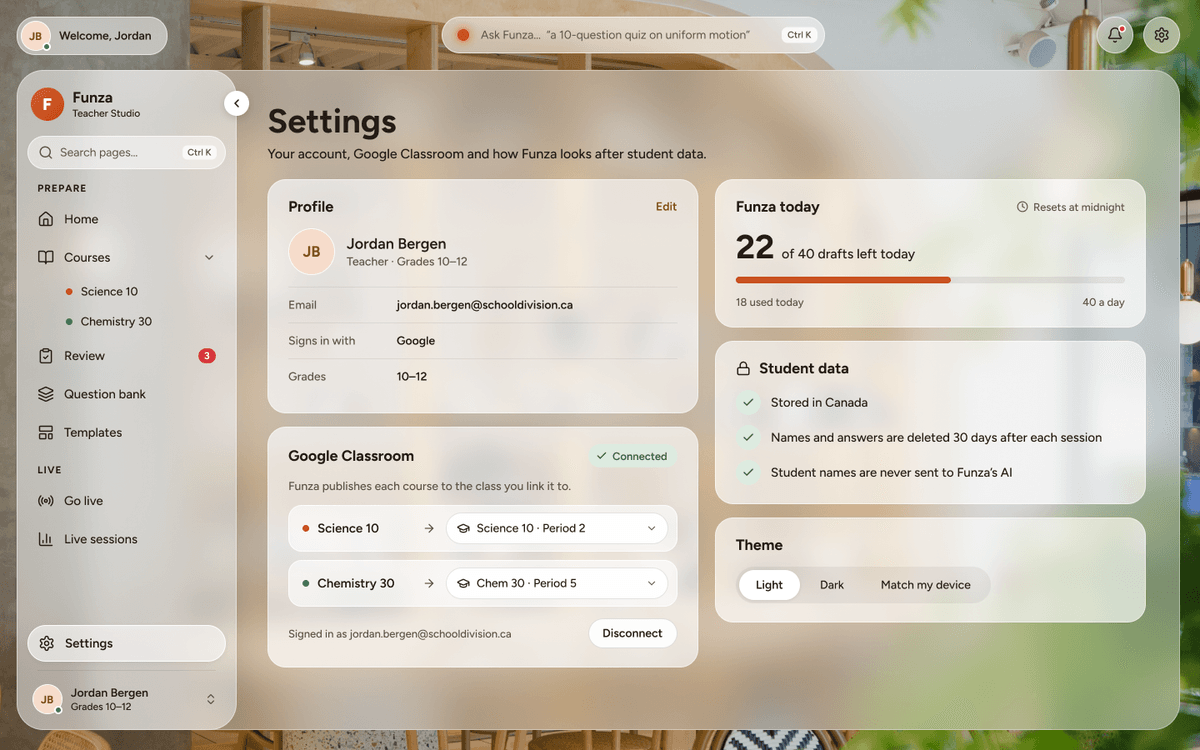 JB Welcome, Jordan
Ask Funza... "a 10-question quiz on uniform motion" Ctrl K
F Funza
Teacher Studio
Search pages... Ctrl K
PREPARE
Home
Courses
Science 10
Chemistry 30
Review 3
Question bank
Templates
LIVE
Go live
Live sessions
Settings
JB Jordan Bergen
Grades 10–12
Settings
Your account, Google Classroom and how Funza looks after student data.
Profile Edit
JB Jordan Bergen
Teacher · Grades 10–12
Email jordan.bergen@schooldivision.ca
Signs in with Google
Grades 10–12
Google Classroom Connected
Funza publishes each course to the class you link it to.
Science 10 → Science 10 · Period 2
Chemistry 30 → Chem 30 · Period 5
Signed in as jordan.bergen@schooldivision.ca Disconnect
Funza today Resets at midnight
22 of 40 drafts left today
18 used today 40 a day
Student data
Stored in Canada
Names and answers are deleted 30 days after each session
Student names are never sent to Funza's AI
Theme
Light Dark Match my device